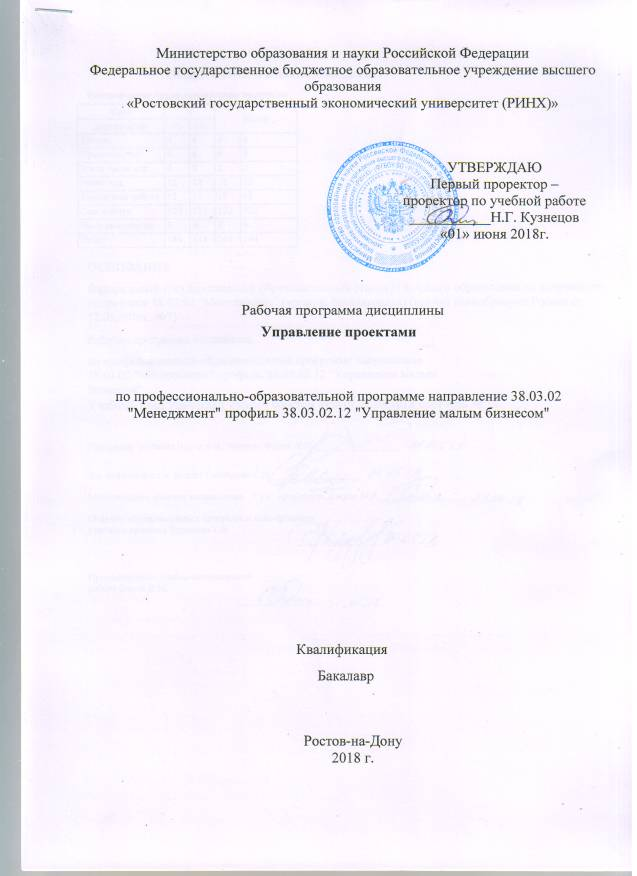 Министерство образования и науки Российской Федерации
Федеральное государственное бюджетное образовательное учреждение высшего
образования
«Ростовский государственный экономический университет (РИНХ)»
УТВЕРЖДАЮ
Первый проректор –
проректор по учебной работе
Н.Г. Кузнецов
«01» июня 2018г.
Рабочая программа дисциплины
Управление проектами
по профессионально-образовательной программе направление 38.03.02
"Менеджмент" профиль 38.03.02.12 "Управление малым бизнесом"
Квалификация
Бакалавр
Ростов-на-Дону
2018 г.